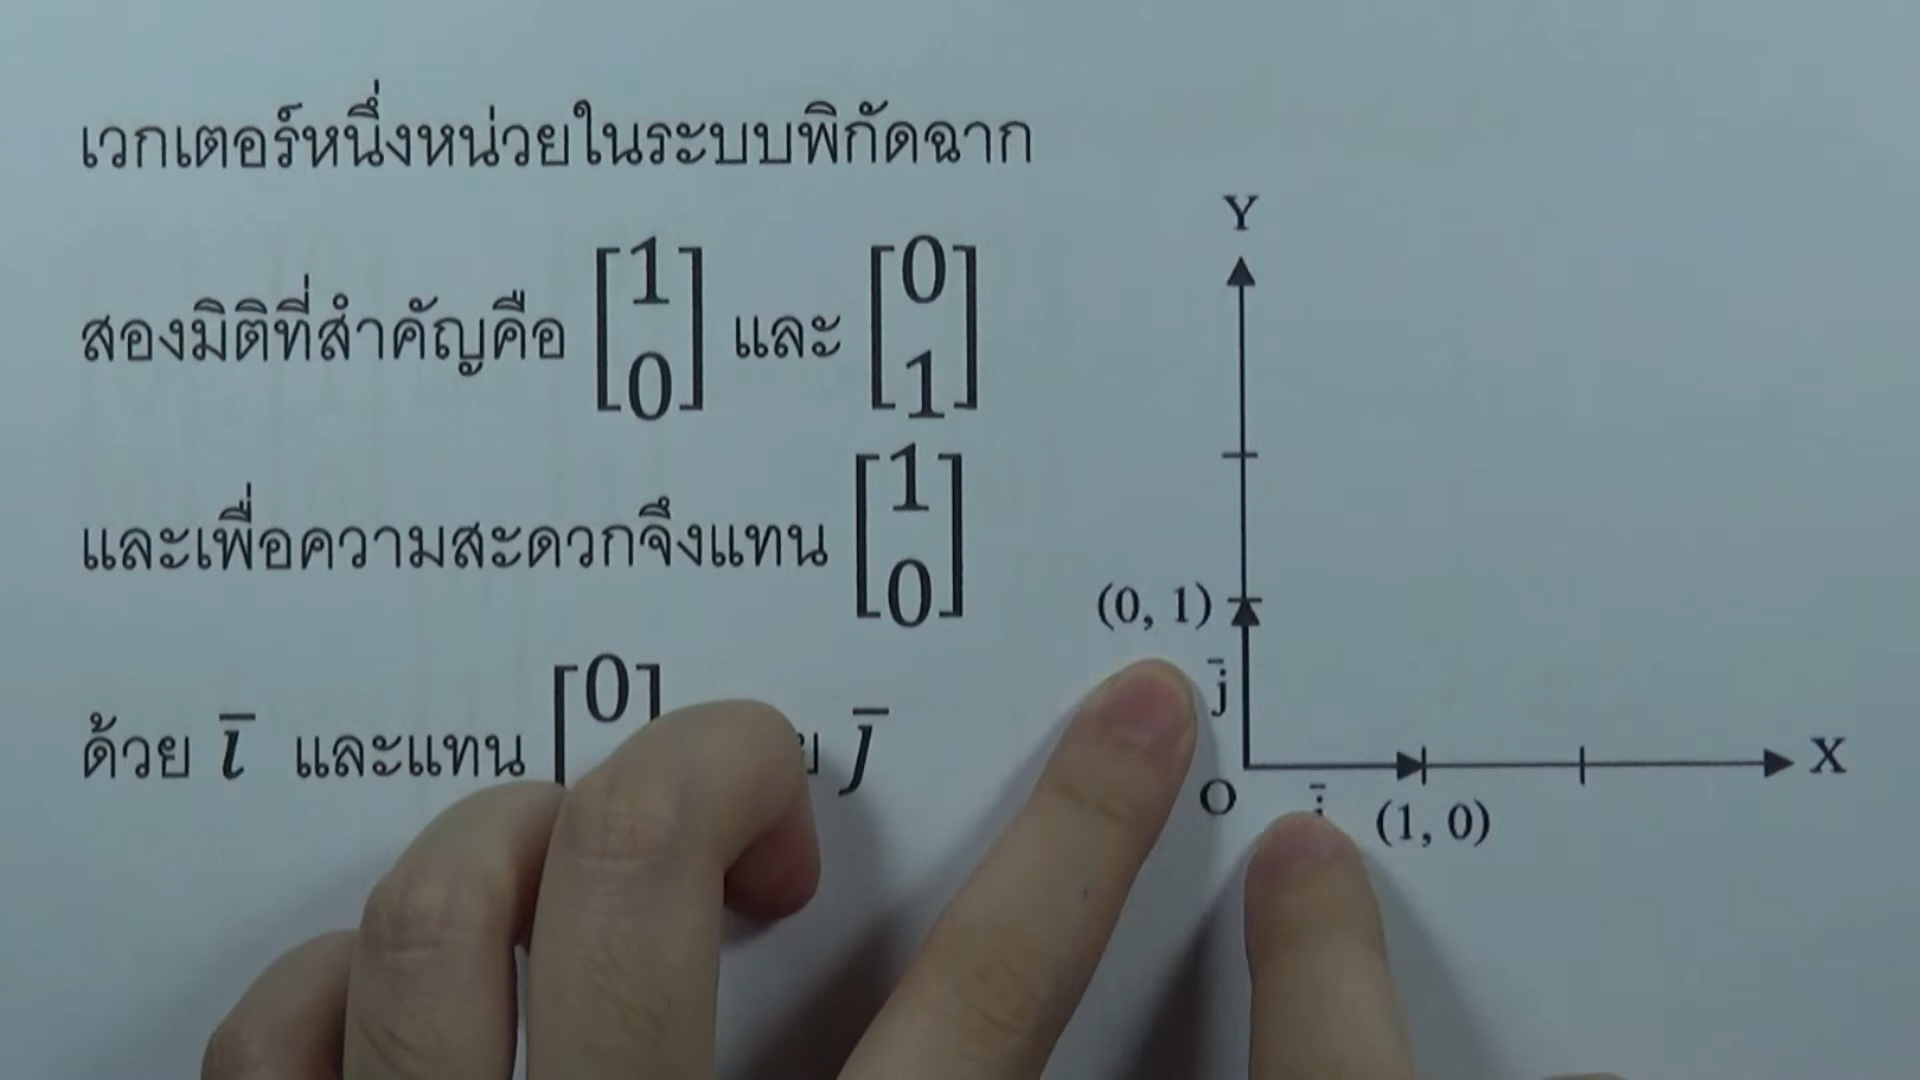 เวกเตอร์หนึ่งหน่วยในระบบพิกัดฉาก
สองมิติที่สำคัญคือ [1 0] และ [0 1]
และเพื่อความสะดวกจึงแทน [1 0]
ด้วย ī และแทน [0 j̄
Y
(0, 1)
j̄
O
ī
(1, 0)
X